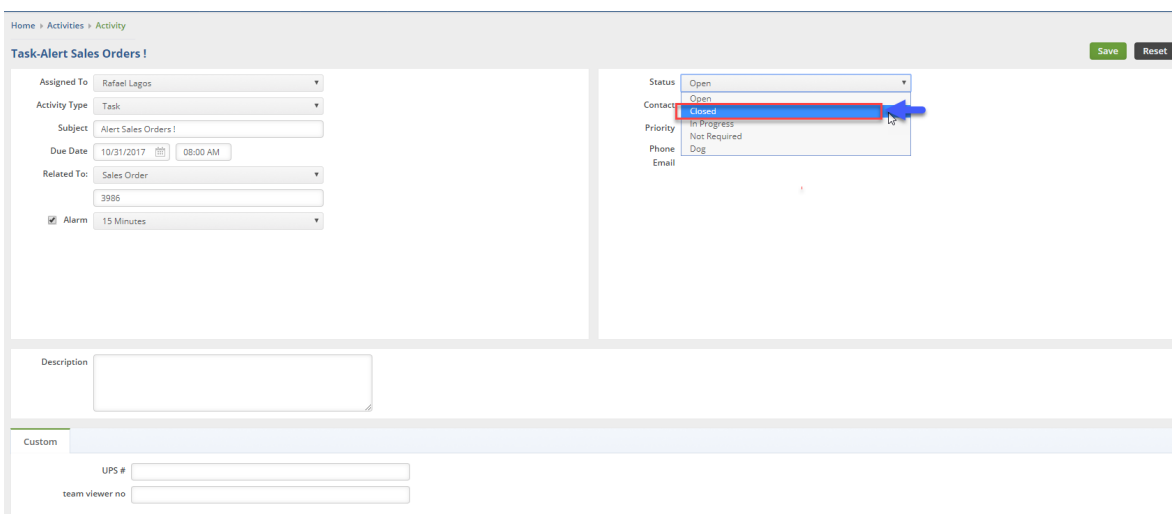 Home › Activities › Activity
Task-Alert Sales Orders !
Save
Reset
Assigned To
Rafael Lagos
Activity Type
Task
Subject
Alert Sales Orders !
Due Date
10/31/2017
08:00 AM
Related To:
Sales Order
3986
Alarm
15 Minutes
Status
Open
Open
Closed
In Progress
Not Required
Dog
Contact
Priority
Phone
Email
Description
Custom
UPS #
team viewer no